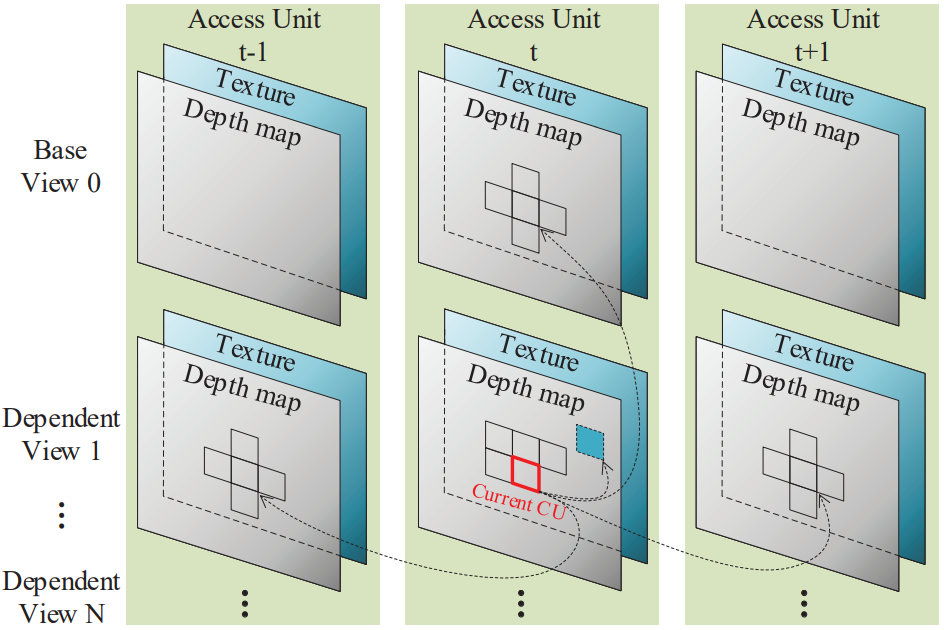 Access Unit
t-1
Access Unit
t
Access Unit
t+1
Base
View 0
Texture
Depth map
Texture
Depth map
Texture
Depth map
Dependent
View 1
Texture
Depth map
Texture
Depth map
Current CU
Texture
Depth map
Dependent
View N